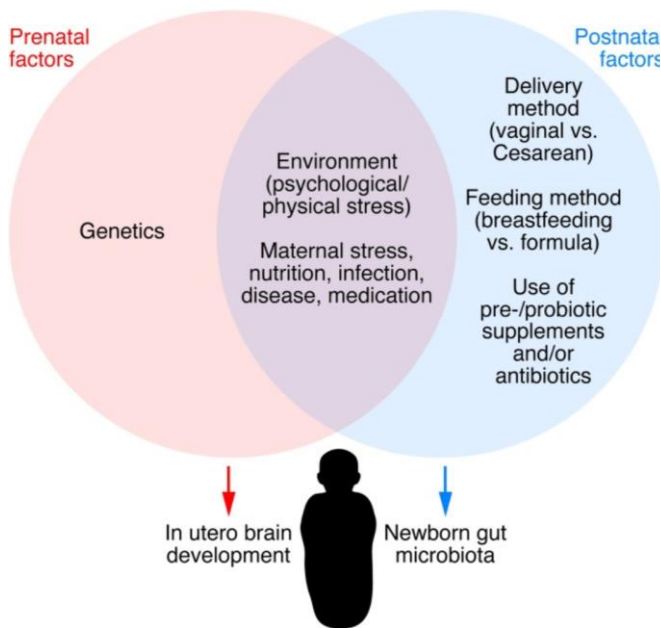 Prenatal
factors
Postnatal
factors
Delivery
method
(vaginal vs.
Cesarean)
Environment
(psychological/
physical stress)
Feeding method
(breastfeeding
vs. formula)
Genetics
Maternal stress,
nutrition, infection,
disease, medication
Use of
pre-/probiotic
supplements
and/or
antibiotics
In utero brain
development
Newborn gut
microbiota